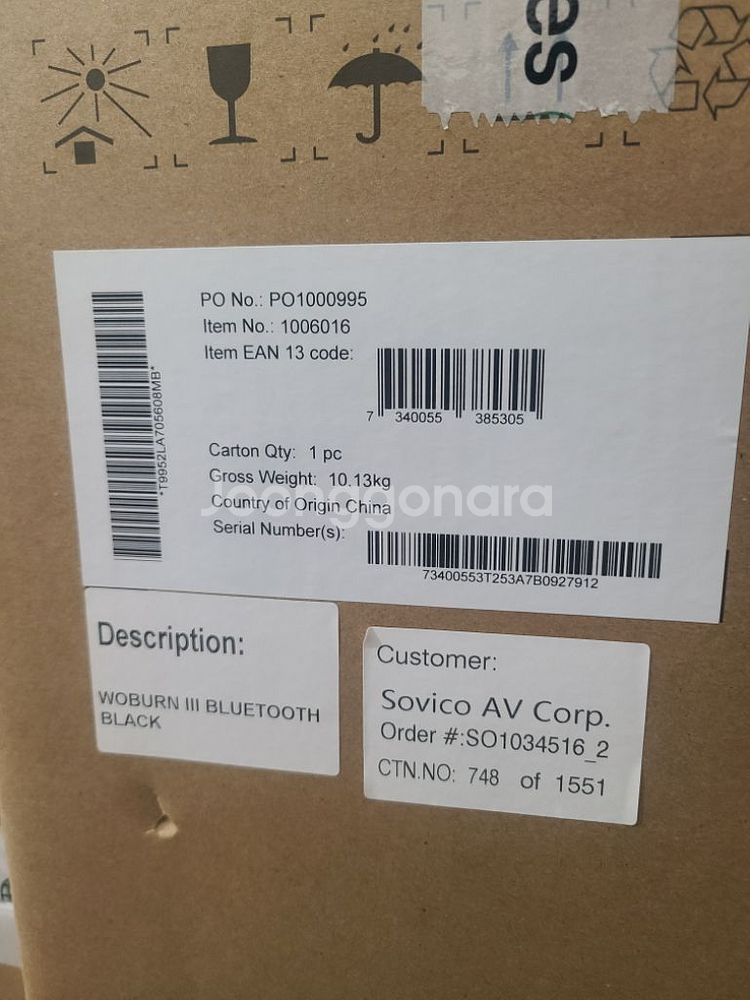 es
PO No.: PO1000995
Item No.: 1006016
Item EAN 13 code:
7 340055 385305
*T9952LA705608MB*
Carton Qty: 1 pc
Gross Weight: 10.13kg
Joonggonara
Country of Origin China
Serial Number(s):
73400553T253A7B0927912
Description:
WOBURN III BLUETOOTH
BLACK
Customer:
Sovico AV Corp.
Order #:SO1034516_2
CTN.NO: 748 of 1551